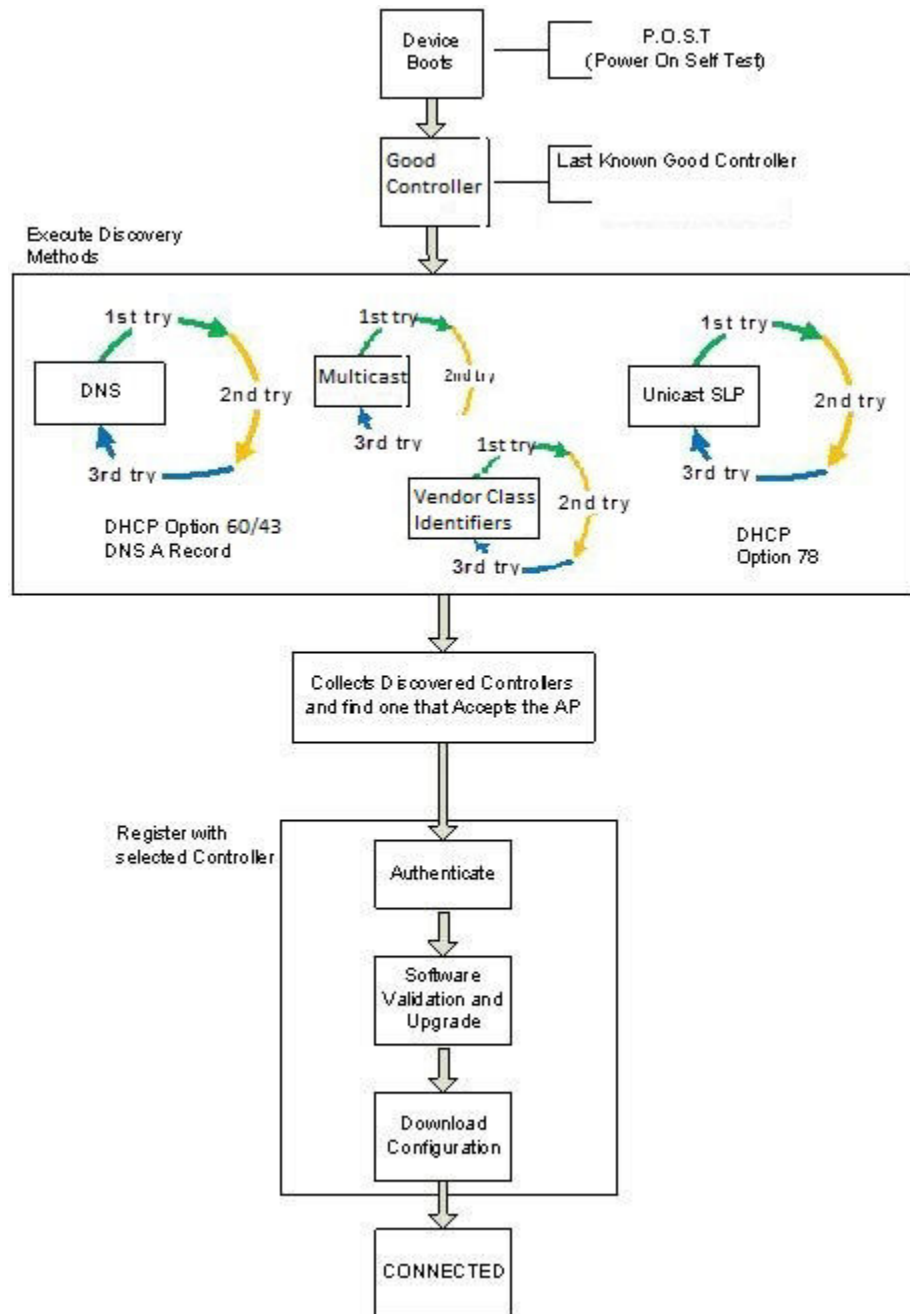 Device
Boots
P.O.S.T
(Power On Self Test)
Good
Controller
Last Known Good Controller
Execute Discovery
Methods
1st try
2nd try
3rd try
DNS
DHCP Option 60/43
DNS A Record
1st try
2nd try
3rd try
Multicast
1st try
2nd try
3rd try
Vendor Class
Identifiers
1st try
2nd try
3rd try
Unicast SLP
DHCP
Option 78
Collects Discovered Controllers
and find one that Accepts the AP
Register with
selected Controller
Authenticate
Software
Validation and
Upgrade
Download
Configuration
CONNECTED